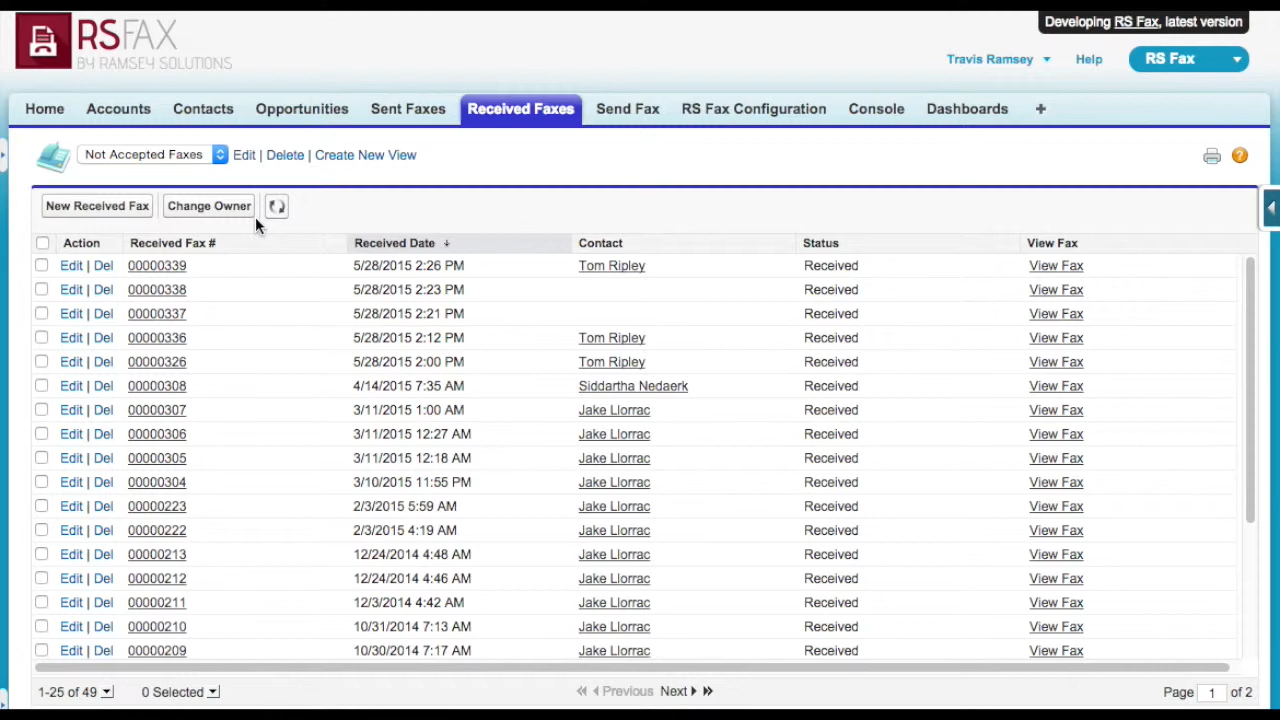 Developing RS Fax, latest version
RSFAX
BY RAMSEY SOLUTIONS
Travis Ramsey Help RS Fax
Home Accounts Contacts Opportunities Sent Faxes Received Faxes Send Fax RS Fax Configuration Console Dashboards +
Not Accepted Faxes Edit | Delete | Create New View ?
New Received Fax Change Owner
Action Received Fax # Received Date Contact Status View Fax
Edit | Del 00000339 5/28/2015 2:26 PM Tom Ripley Received View Fax
Edit | Del 00000338 5/28/2015 2:23 PM Received View Fax
Edit | Del 00000337 5/28/2015 2:21 PM Received View Fax
Edit | Del 00000336 5/28/2015 2:12 PM Tom Ripley Received View Fax
Edit | Del 00000326 5/28/2015 2:00 PM Tom Ripley Received View Fax
Edit | Del 00000308 4/14/2015 7:35 AM Siddartha Nedaerk Received View Fax
Edit | Del 00000307 3/11/2015 1:00 AM Jake Llorrac Received View Fax
Edit | Del 00000306 3/11/2015 12:27 AM Jake Llorrac Received View Fax
Edit | Del 00000305 3/11/2015 12:18 AM Jake Llorrac Received View Fax
Edit | Del 00000304 3/10/2015 11:55 PM Jake Llorrac Received View Fax
Edit | Del 00000223 2/3/2015 5:59 AM Jake Llorrac Received View Fax
Edit | Del 00000222 2/3/2015 4:19 AM Jake Llorrac Received View Fax
Edit | Del 00000213 12/24/2014 4:48 AM Jake Llorrac Received View Fax
Edit | Del 00000212 12/24/2014 4:46 AM Jake Llorrac Received View Fax
Edit | Del 00000211 12/3/2014 4:42 AM Jake Llorrac Received View Fax
Edit | Del 00000210 10/31/2014 7:13 AM Jake Llorrac Received View Fax
Edit | Del 00000209 10/30/2014 7:17 AM Jake Llorrac Received View Fax
1-25 of 49 0 Selected Previous Next Page 1 of 2